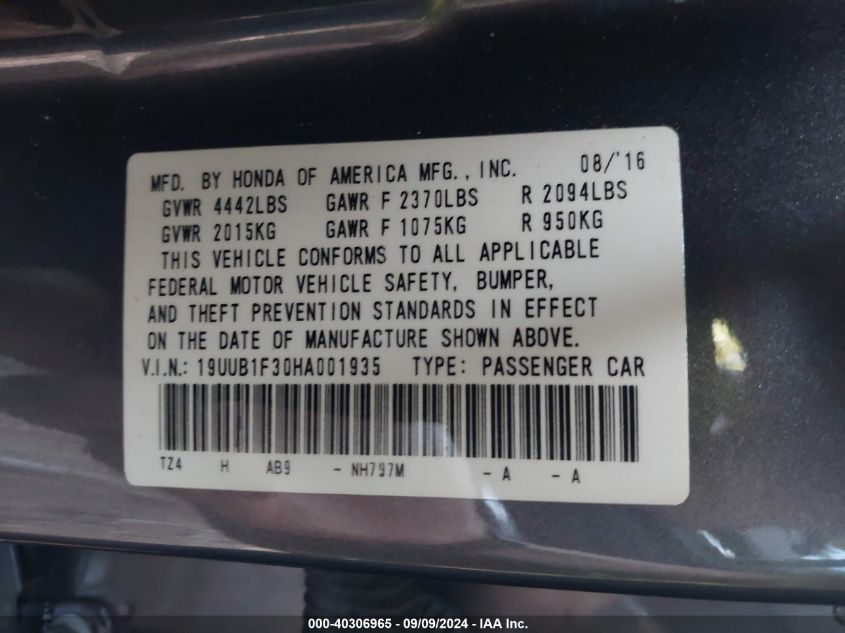 MFD. BY HONDA OF AMERICA MFG., INC. 08/'16
GVWR 4442LBS GAWR F 2370LBS R 2094LBS
GVWR 2015KG GAWR F 1075KG R 950KG
THIS VEHICLE CONFORMS TO ALL APPLICABLE
FEDERAL MOTOR VEHICLE SAFETY, BUMPER,
AND THEFT PREVENTION STANDARDS IN EFFECT
ON THE DATE OF MANUFACTURE SHOWN ABOVE.
V.I.N.: 19UUB1F30HA001935 TYPE: PASSENGER CAR
TZ4 H AB9 - NH797M - A - A
000-40306965 - 09/09/2024 - IAA Inc.